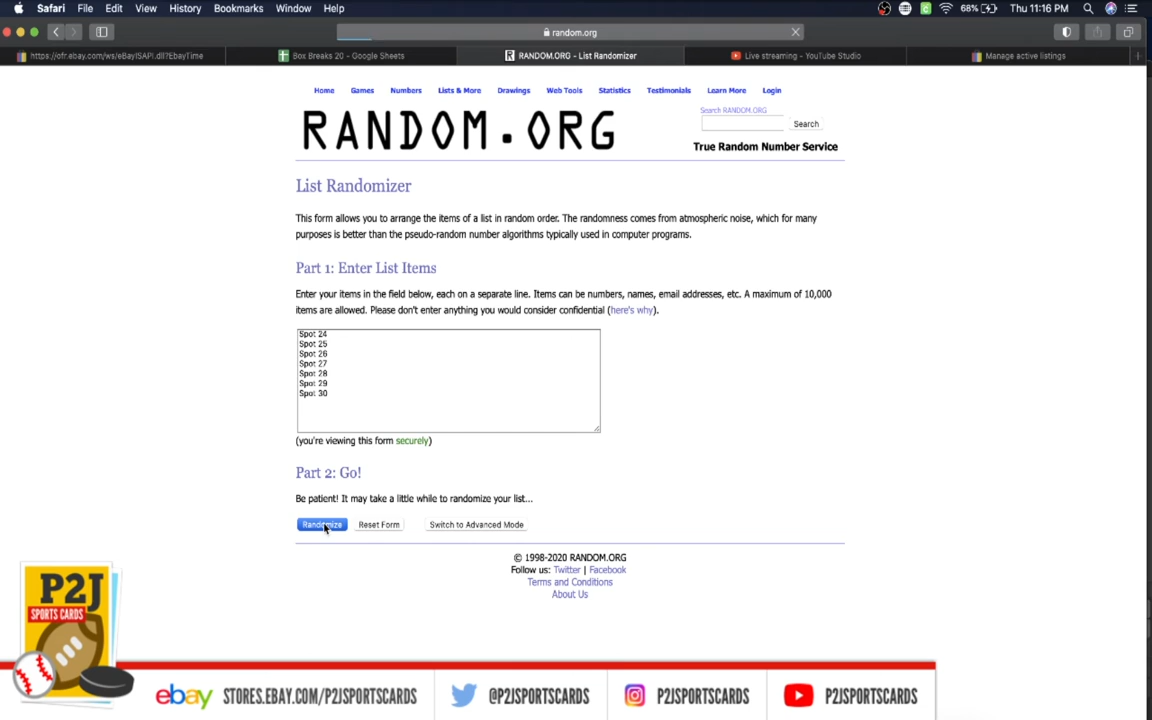 Safari File Edit View History Bookmarks Window Help 68% Thu 11:16 PM
random.org
https://ofr.ebay.com/ws/eBayISAPI.dll?EbayTime Box Breaks 20 - Google Sheets RANDOM.ORG - List Randomizer Live streaming - YouTube Studio Manage active listings
Home Games Numbers Lists & More Drawings Web Tools Statistics Testimonials Learn More Login
RANDOM.ORG
Search RANDOM.ORG
Search
True Random Number Service
List Randomizer
This form allows you to arrange the items of a list in random order. The randomness comes from atmospheric noise, which for many
purposes is better than the pseudo-random number algorithms typically used in computer programs.
Part 1: Enter List Items
Enter your items in the field below, each on a separate line. Items can be numbers, names, email addresses, etc. A maximum of 10,000
items are allowed. Please don't enter anything you would consider confidential (here's why).
Spot 24
Spot 25
Spot 26
Spot 27
Spot 28
Spot 29
Spot 30
(you're viewing this form securely)
Part 2: Go!
Be patient! It may take a little while to randomize your list...
Randomize Reset Form Switch to Advanced Mode
© 1998-2020 RANDOM.ORG
Follow us: Twitter | Facebook
Terms and Conditions
About Us
P2J
SPORTS CARDS
ebay STORES.EBAY.COM/P2JSPORTSCARDS @P2JSPORTSCARDS P2JSPORTSCARDS P2JSPORTSCARDS